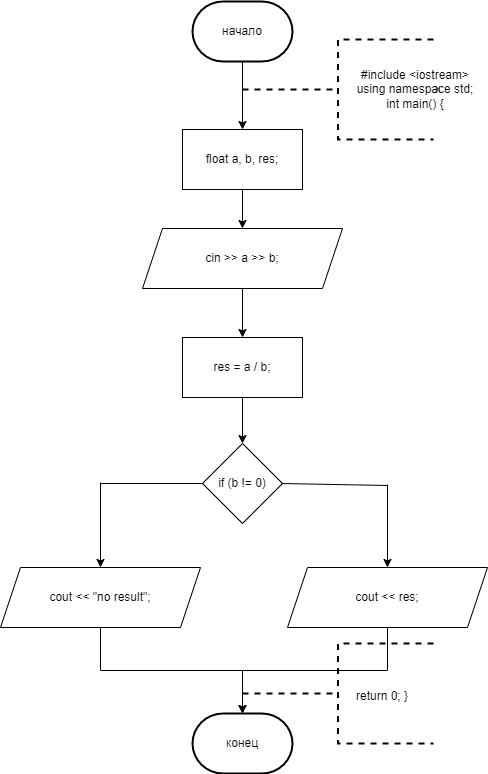 начало
#include <iostream>
using namespace std;
int main() {
float a, b, res;
cin >> a >> b;
res = a / b;
if (b != 0)
cout << "no result";
cout << res;
return 0; }
конец